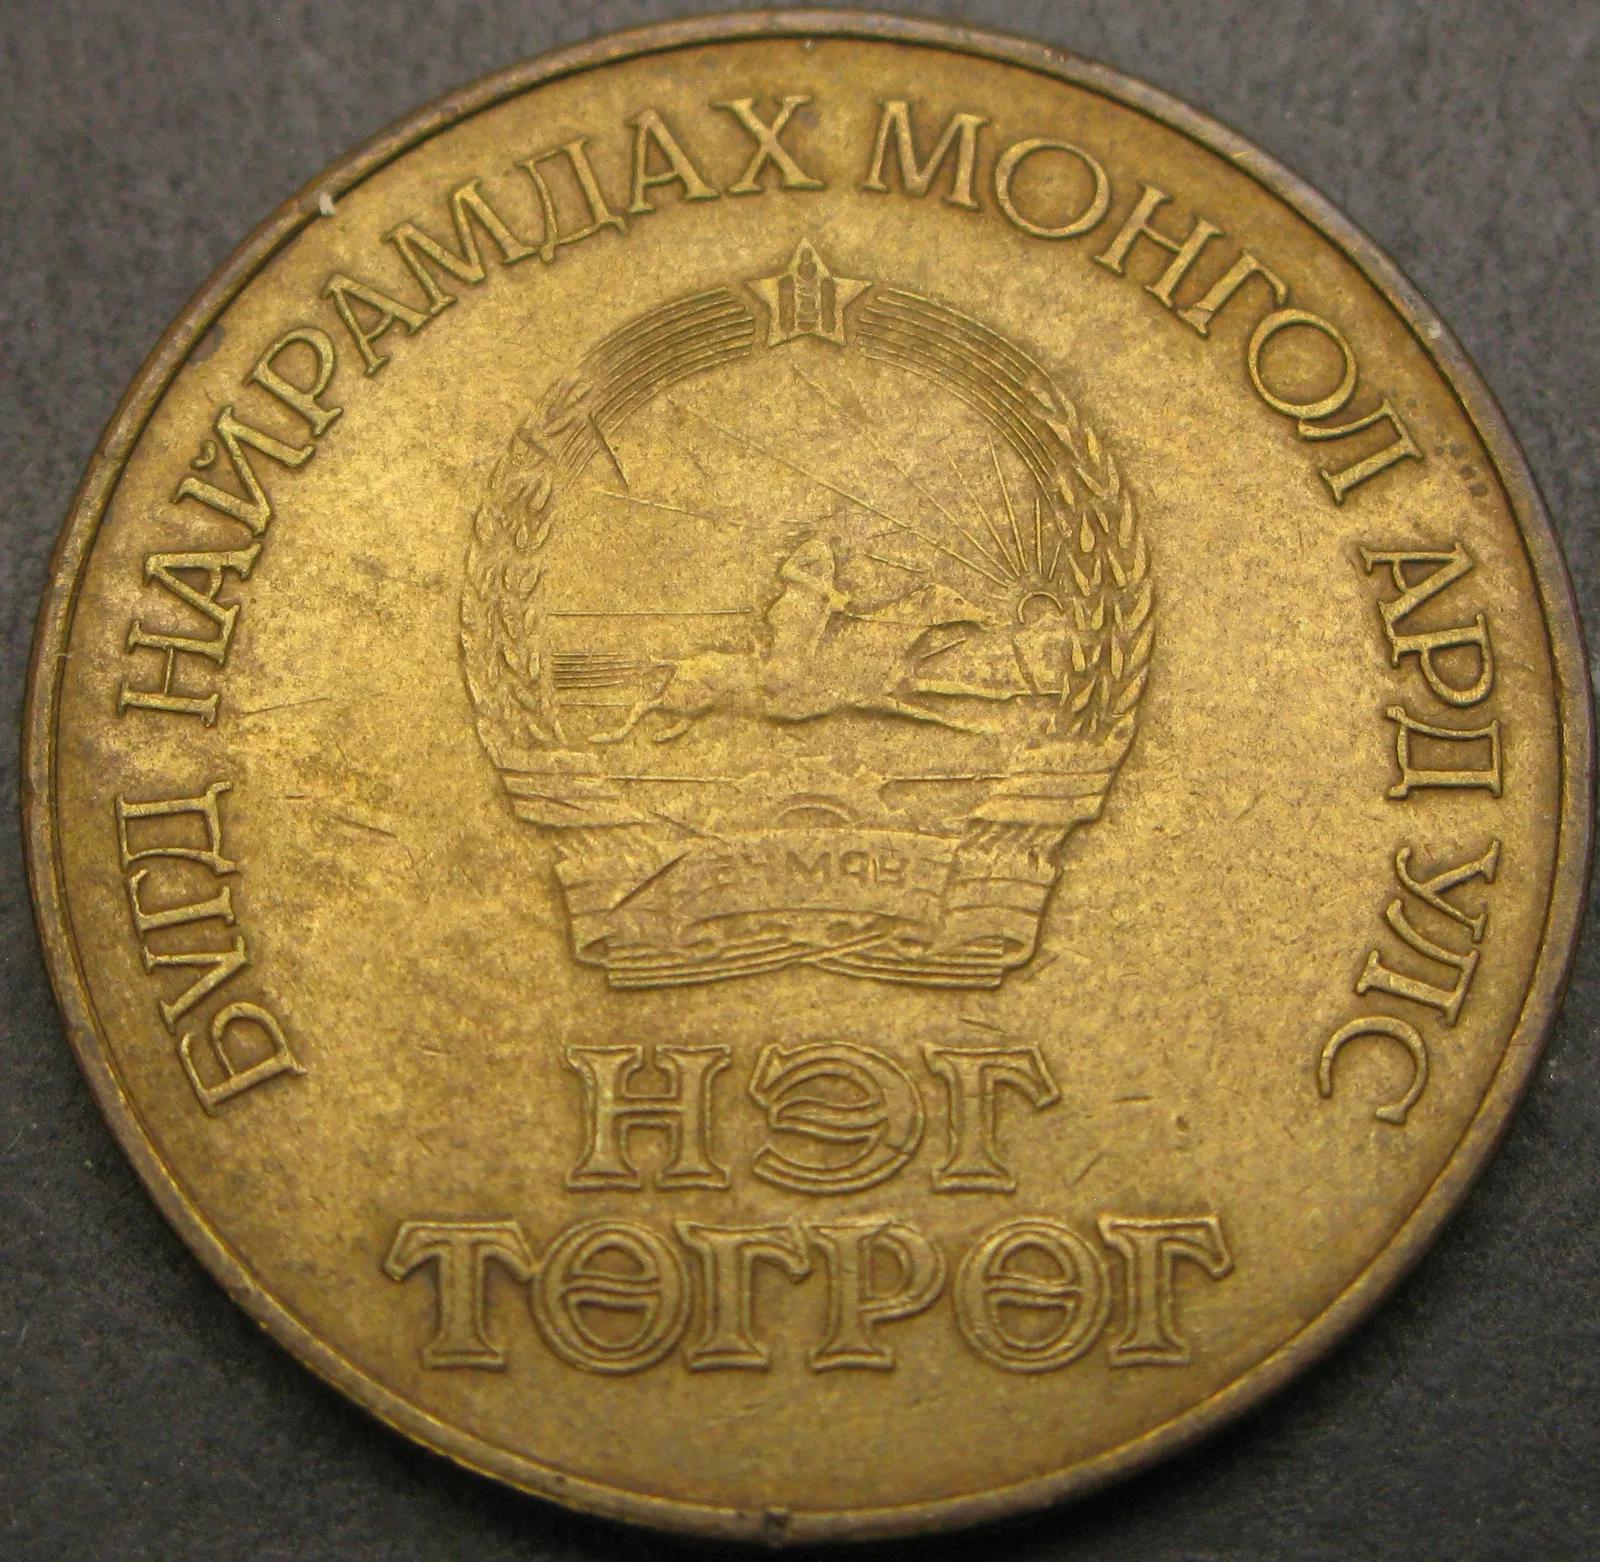 БҮГД НАЙРАМДАХ МОНГОЛ АРД УЛС
БНМАУ
НЭГ
ТӨГРӨГ